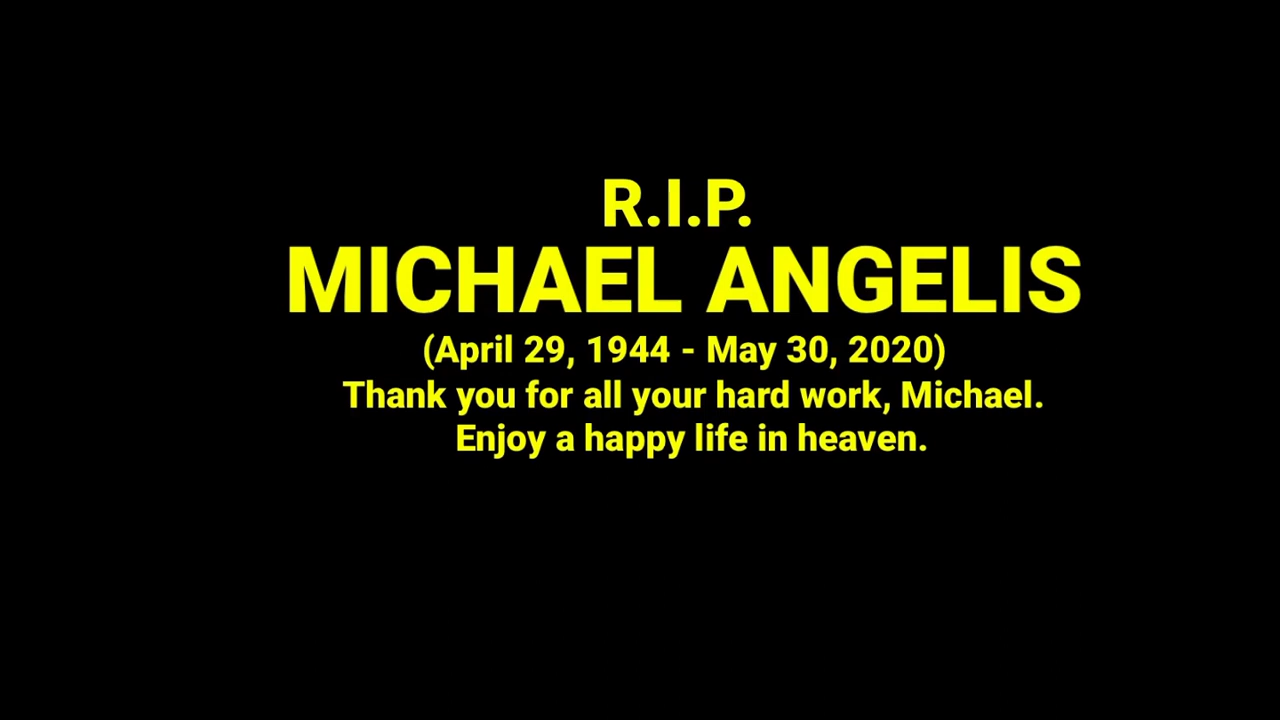 R.I.P.
MICHAEL ANGELIS
(April 29, 1944 - May 30, 2020)
Thank you for all your hard work, Michael.
Enjoy a happy life in heaven.